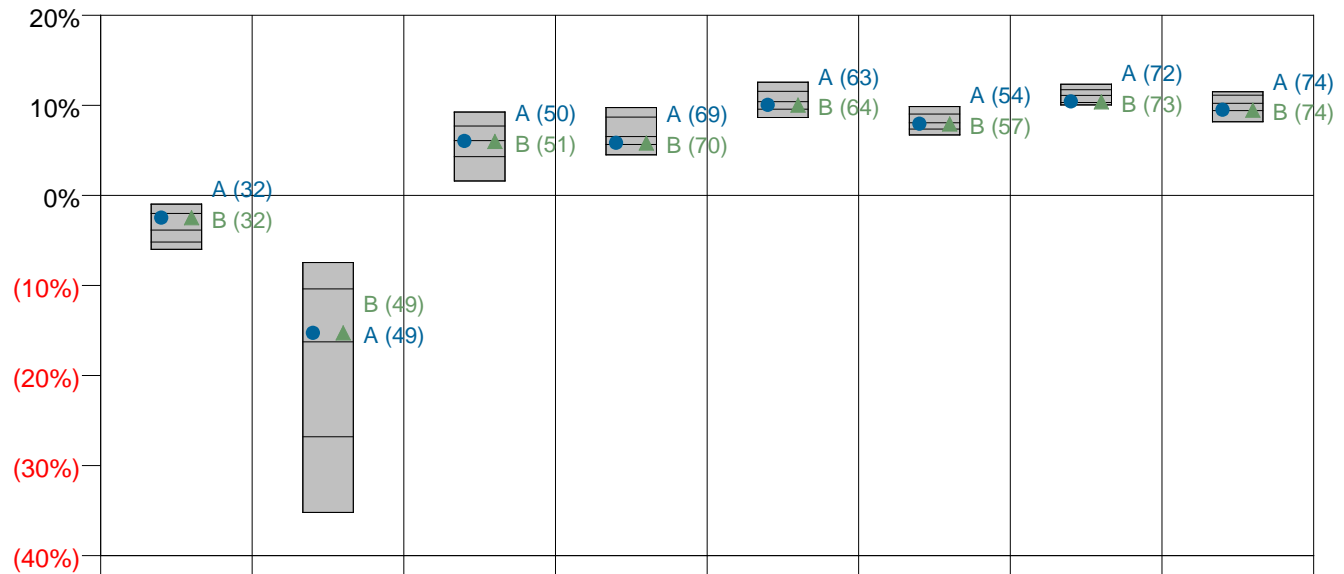 20%
10%
0%
(10%)
(20%)
(30%)
(40%)
A (32)
B (32)
B (49)
A (49)
A (50)
B (51)
A (69)
B (70)
A (63)
B (64)
A (54)
B (57)
A (72)
B (73)
A (74)
B (74)